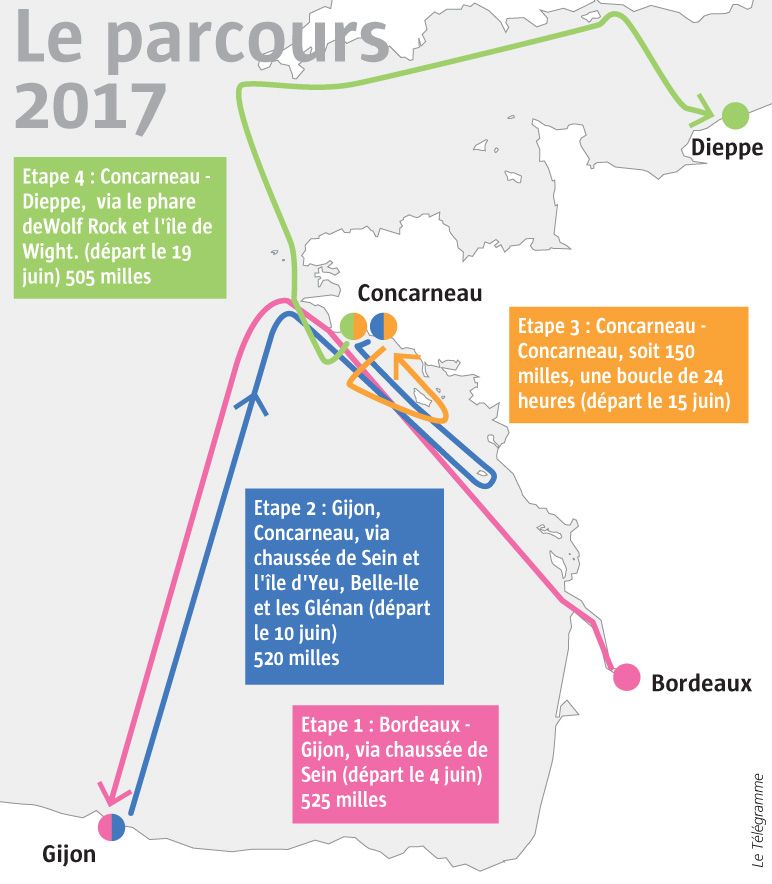 Le parcours
2017
Dieppe
Etape 4 : Concarneau -
Dieppe,  via le phare
deWolf Rock et l'île de
Wight. (départ le 19
juin) 505 milles
Concarneau
Etape 3 : Concarneau -
Concarneau, soit 150
milles, une boucle de 24
heures (départ le 15 juin)
Etape 2 : Gijon,
Concarneau, via
chaussée de Sein et
l'île d'Yeu, Belle-Ile
et les Glénan (départ
le 10 juin)
520 milles
Bordeaux
Etape 1 : Bordeaux -
Gijon, via chaussée de
Sein (départ le 4 juin)
525 milles
Gijon
Le Télégramme